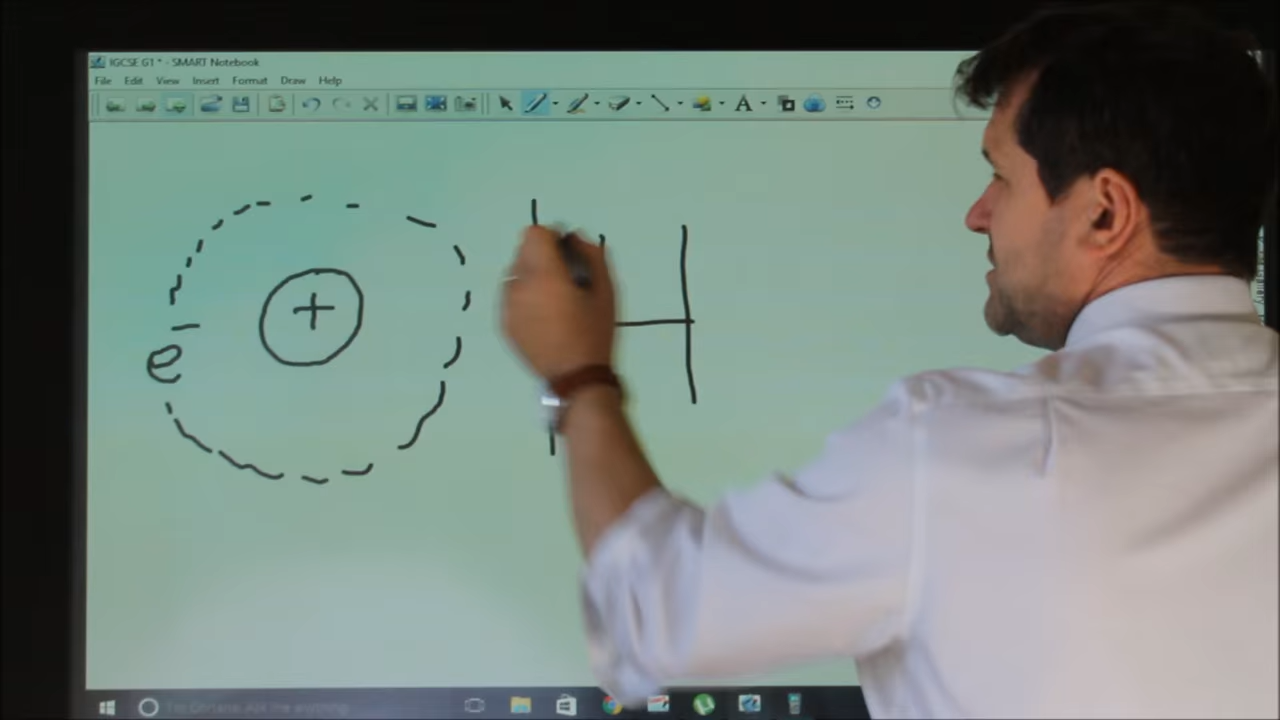 IGCSE G1* - SMART Notebook
File Edit View Insert Format Draw Help
A
+
e
H